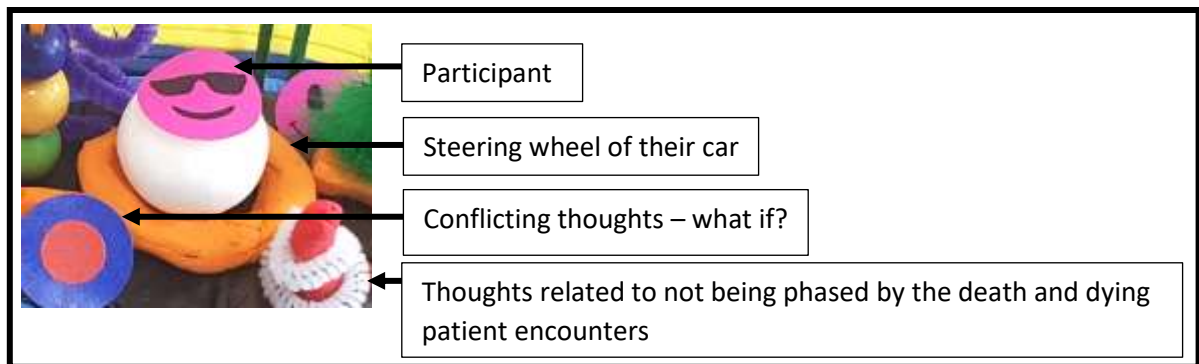 Participant
Steering wheel of their car
Conflicting thoughts – what if?
Thoughts related to not being phased by the death and dying
patient encounters